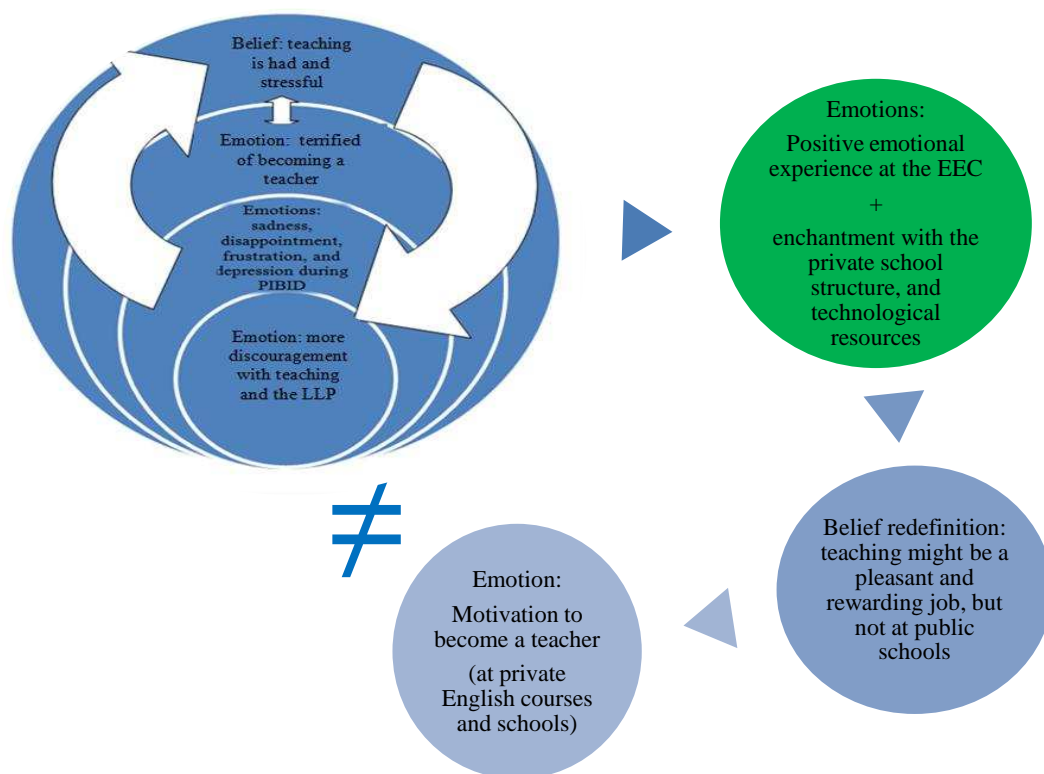 Belief: teaching
is had and
stressful
Emotion: terrified
of becoming a
teacher
Emotions:
sadness,
disappointment,
frustration, and
depression during
PIBID
Emotion: more
discouragement
with teaching
and the LLP
Emotions:
Positive emotional
experience at the EEC
+
enchantment with the
private school
structure, and
technological
resources
Belief redefinition:
teaching might be a
pleasant and
rewarding job, but
not at public
schools
Emotion:
Motivation to
become a teacher
(at private
English courses
and schools)
≠